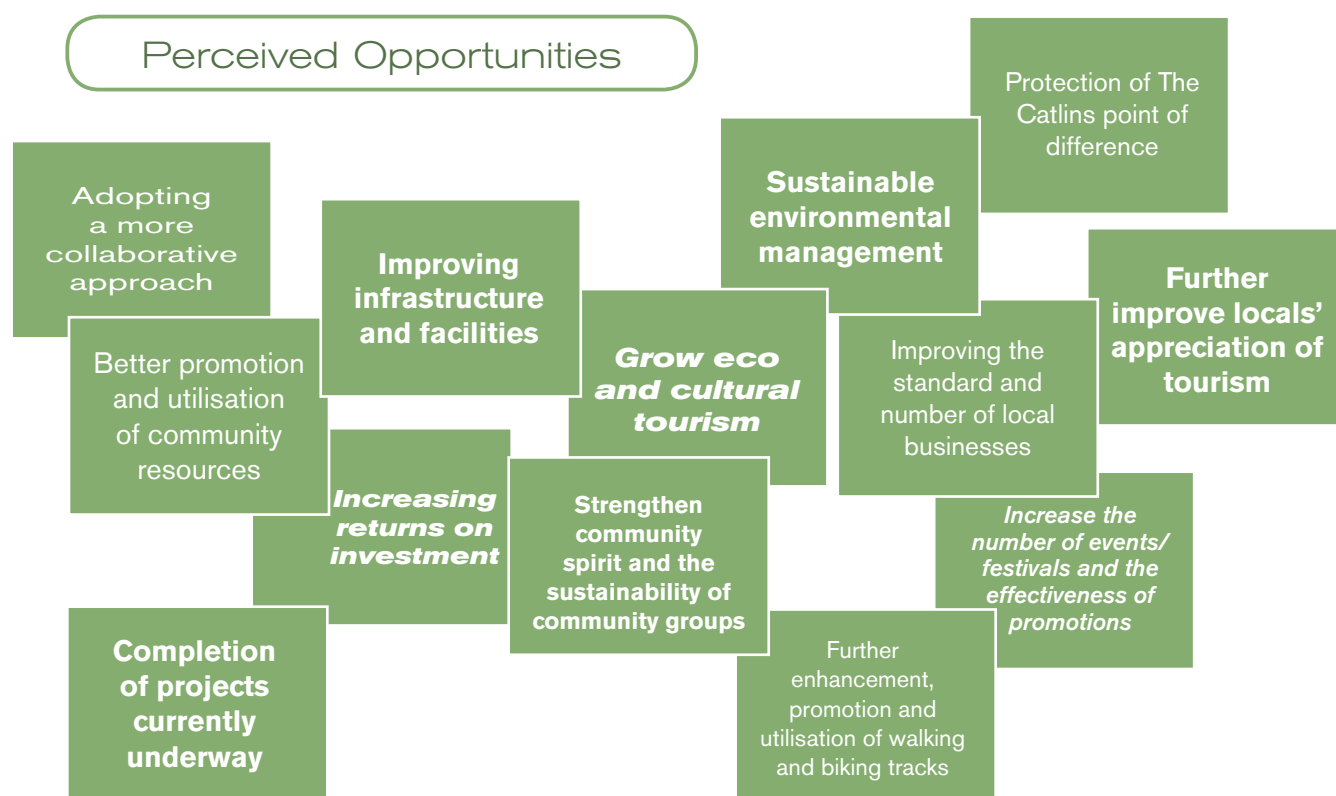 Perceived Opportunities
Protection of The
Catlins point of
difference
Adopting
a more
collaborative
approach
Sustainable
environmental
management
Improving
infrastructure
and facilities
Further
improve locals’
appreciation of
tourism
Better promotion
and utilisation
of community
resources
Grow eco
and cultural
tourism
Improving the
standard and
number of local
businesses
Increasing
returns on
investment
Strengthen
community
spirit and the
sustainability of
community groups
Increase the
number of events/
festivals and the
effectiveness of
promotions
Completion
of projects
currently
underway
Further
enhancement,
promotion and
utilisation of walking
and biking tracks